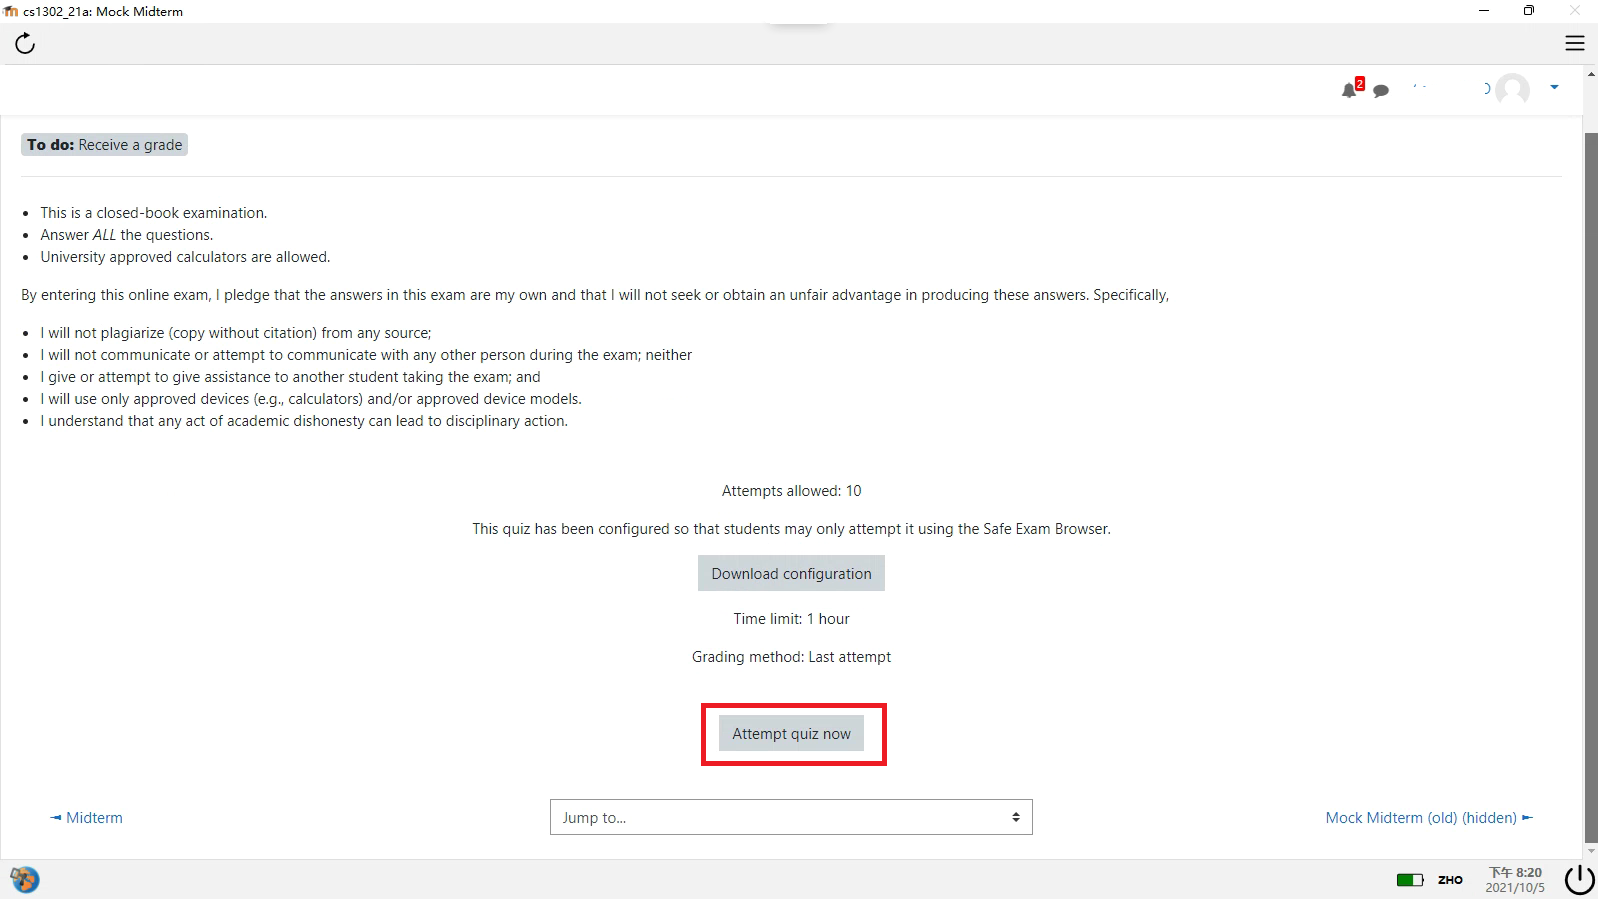 cs1302_21a: Mock Midterm
2
To do: Receive a grade
This is a closed-book examination.
Answer ALL the questions.
University approved calculators are allowed.
By entering this online exam, I pledge that the answers in this exam are my own and that I will not seek or obtain an unfair advantage in producing these answers. Specifically,
I will not plagiarize (copy without citation) from any source;
I will not communicate or attempt to communicate with any other person during the exam; neither
I give or attempt to give assistance to another student taking the exam; and
I will use only approved devices (e.g., calculators) and/or approved device models.
I understand that any act of academic dishonesty can lead to disciplinary action.
Attempts allowed: 10
This quiz has been configured so that students may only attempt it using the Safe Exam Browser.
Download configuration
Time limit: 1 hour
Grading method: Last attempt
Attempt quiz now
◄ Midterm
Jump to...
Mock Midterm (old) (hidden) ►
ZHO
下午 8:20
2021/10/5